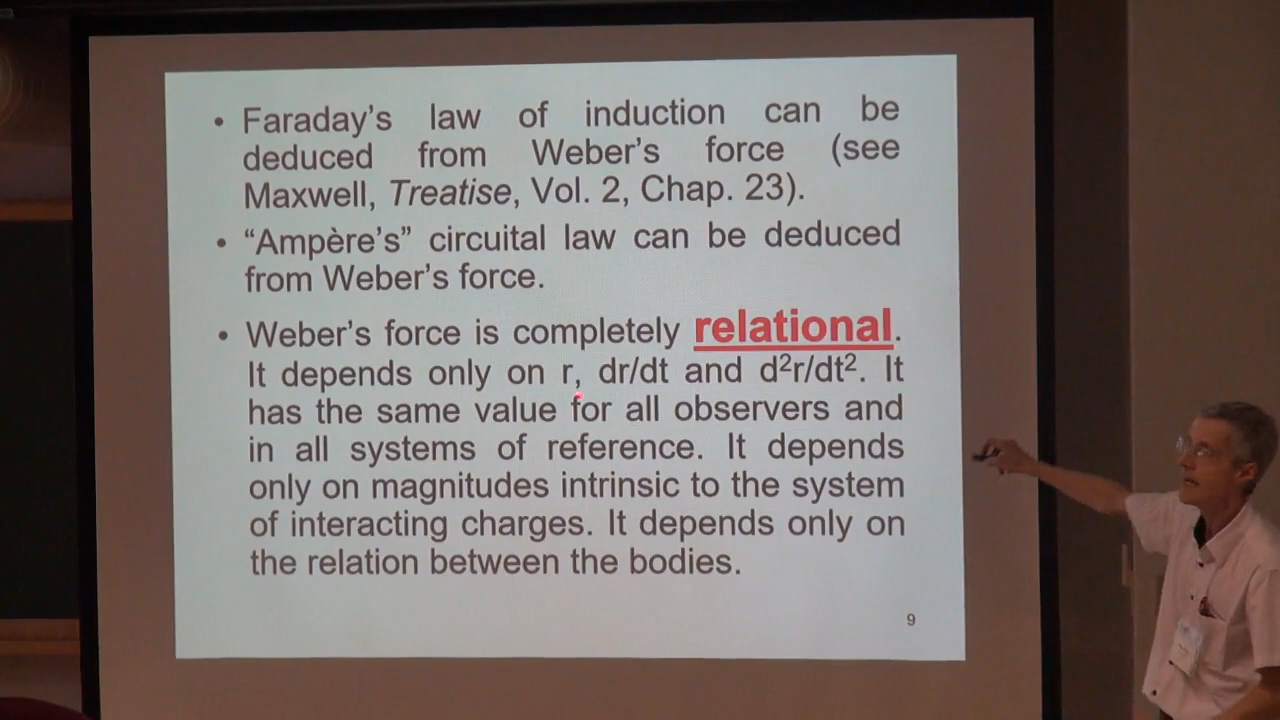 • Faraday's law of induction can be
deduced from Weber's force (see
Maxwell, Treatise, Vol. 2, Chap. 23).
• “Ampère's” circuital law can be deduced
from Weber's force.
• Weber's force is completely relational.
It depends only on r, dr/dt and d²r/dt². It
has the same value for all observers and
in all systems of reference. It depends
only on magnitudes intrinsic to the system
of interacting charges. It depends only on
the relation between the bodies.
9